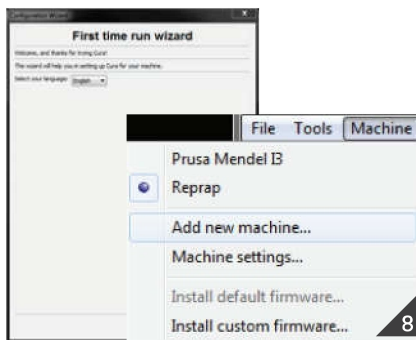 First time run wizard
Welcome, and thanks for trying Cura!
The wizard will help you in setting up Cura for your machine.
Select your language: English
File Tools Machine
Prusa Mendel I3
Reprap
Add new machine...
Machine settings...
Install default firmware...
Install custom firmware...
8